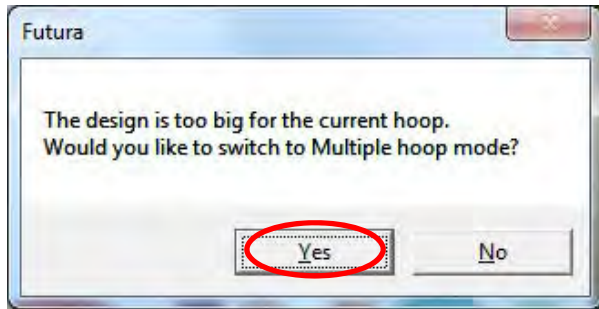 Futura
The design is too big for the current hoop.
Would you like to switch to Multiple hoop mode?
Yes
No